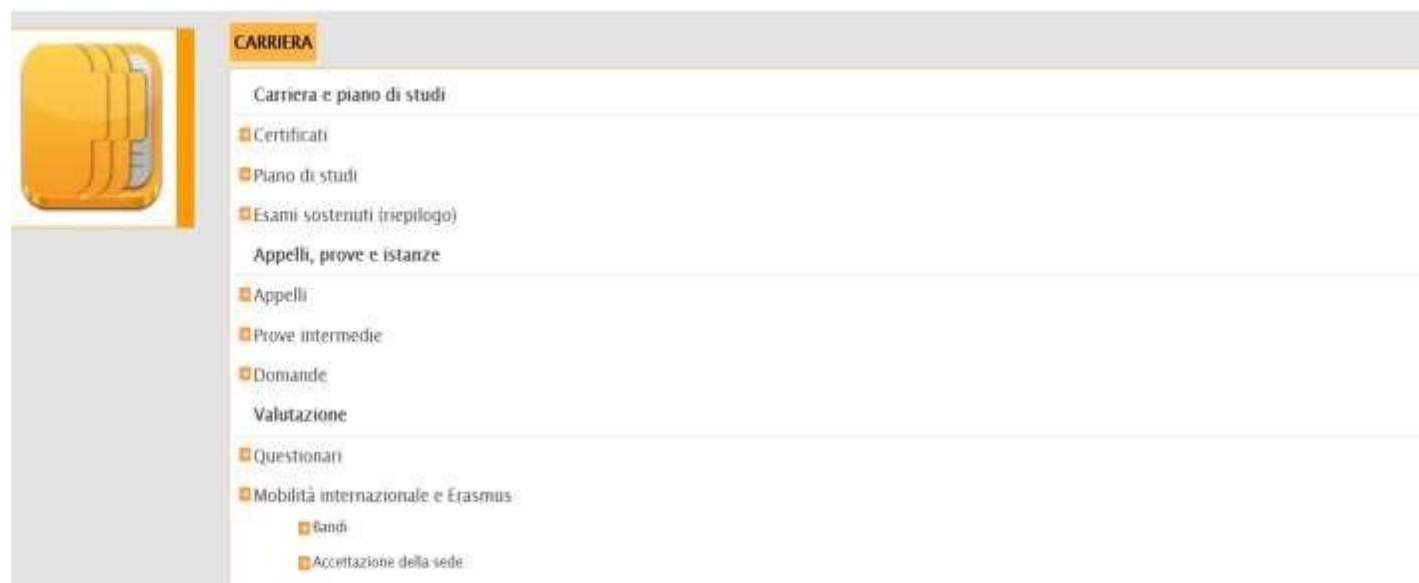 CARRIERA
Carriera e piano di studi
Certificati
Piano di studi
Esami sostenuti (riepilogo)
Appelli, prove e istanze
Appelli
Prove intermedie
Domande
Valutazione
Questionari
Mobilità internazionale e Erasmus
Bandi
Accettazione della sede